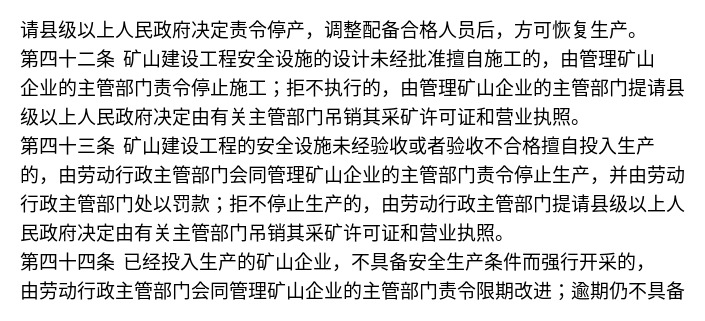 请县级以上人民政府决定责令停产，调整配备合格人员后，方可恢复生产。
第四十二条 矿山建设工程安全设施的设计未经批准擅自施工的，由管理矿山
企业的主管部门责令停止施工；拒不执行的，由管理矿山企业的主管部门提请县
级以上人民政府决定由有关主管部门吊销其采矿许可证和营业执照。
第四十三条 矿山建设工程的安全设施未经验收或者验收不合格擅自投入生产
的，由劳动行政主管部门会同管理矿山企业的主管部门责令停止生产，并由劳动
行政主管部门处以罚款；拒不停止生产的，由劳动行政主管部门提请县级以上人
民政府决定由有关主管部门吊销其采矿许可证和营业执照。
第四十四条 已经投入生产的矿山企业，不具备安全生产条件而强行开采的，
由劳动行政主管部门会同管理矿山企业的主管部门责令限期改进；逾期仍不具备